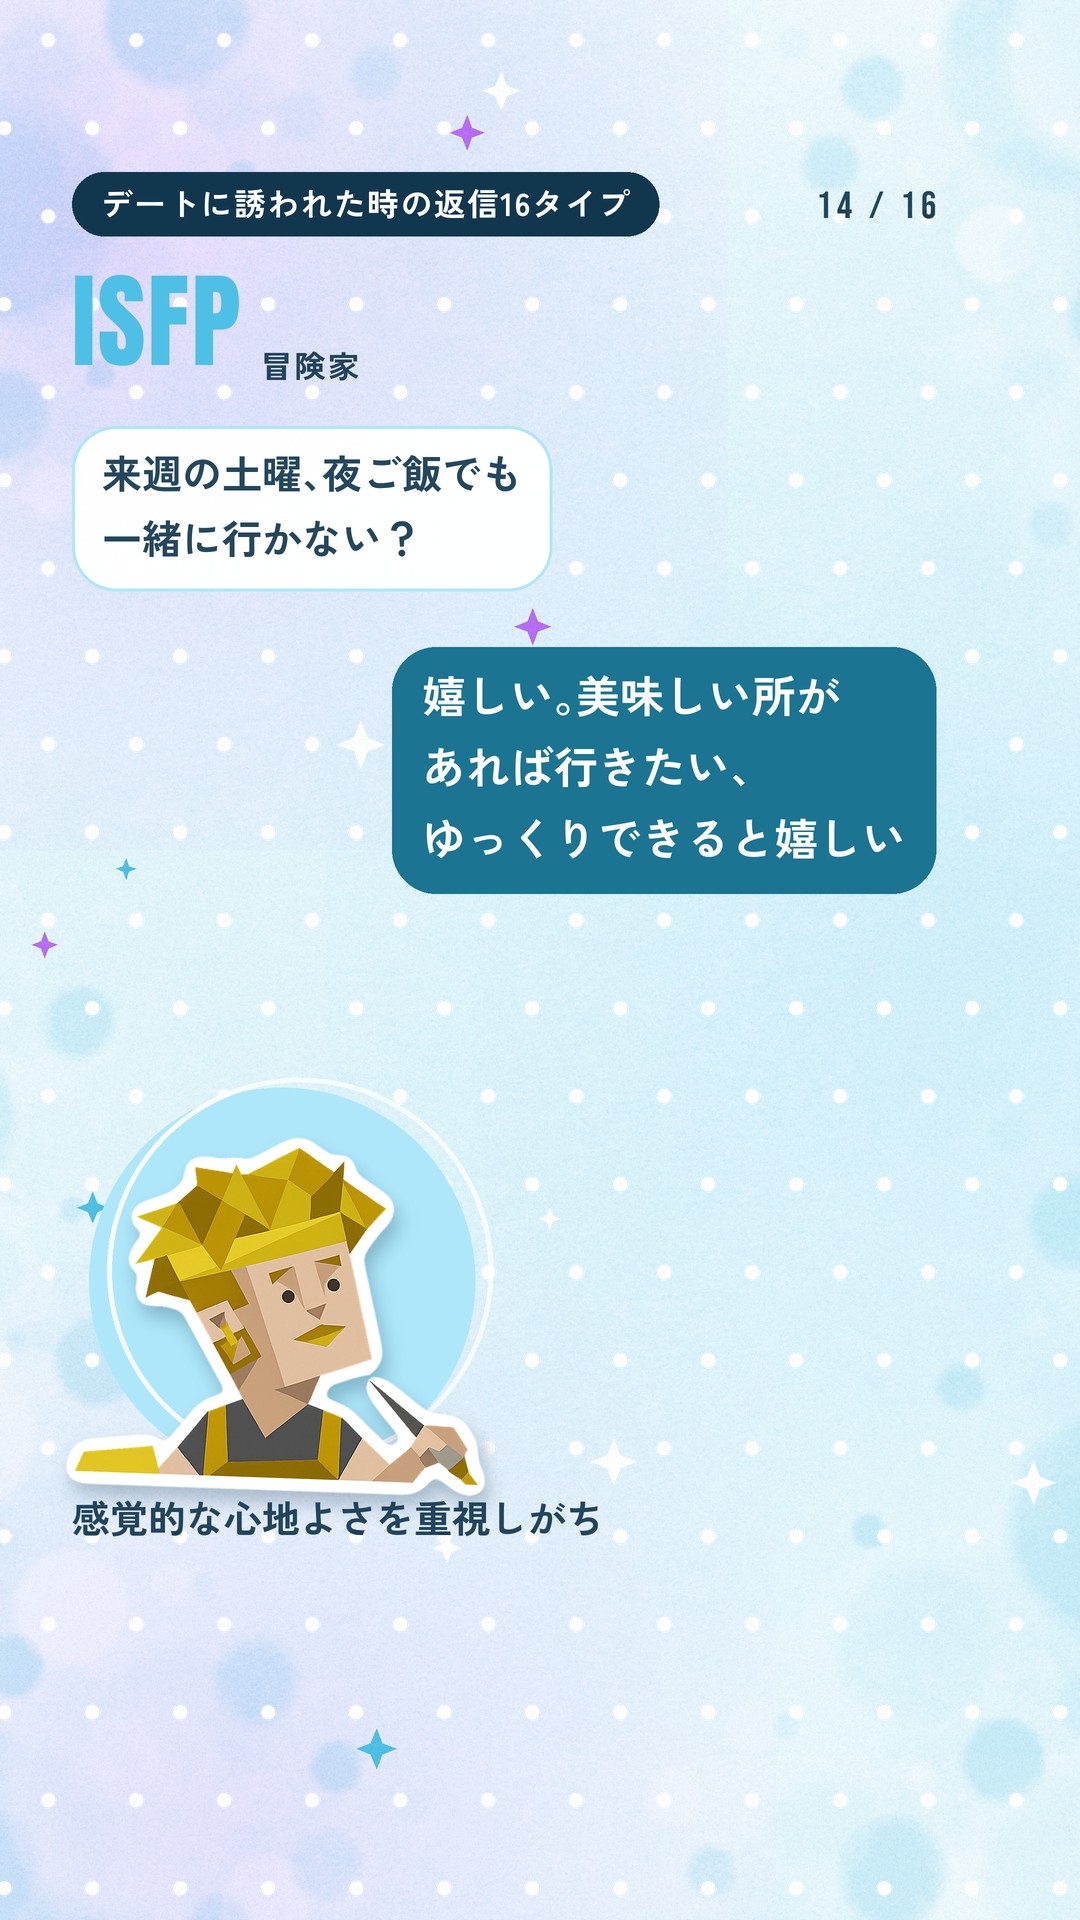 デートに誘われた時の返信16タイプ
14 / 16
ISFP
冒険家
来週の土曜、夜ご飯でも
一緒に行かない？
嬉しい。美味しい所が
あれば行きたい、
ゆっくりできると嬉しい
感覚的な心地よさを重視しがち